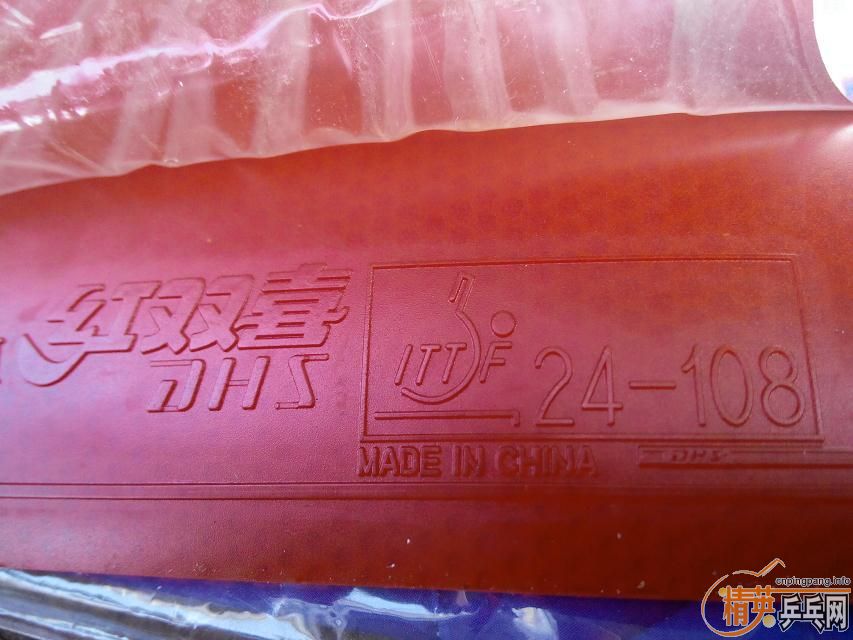 红双喜
DHS
ITTF 24-108
MADE IN CHINA
DHS
cnpingpang.info
精英乒乓网